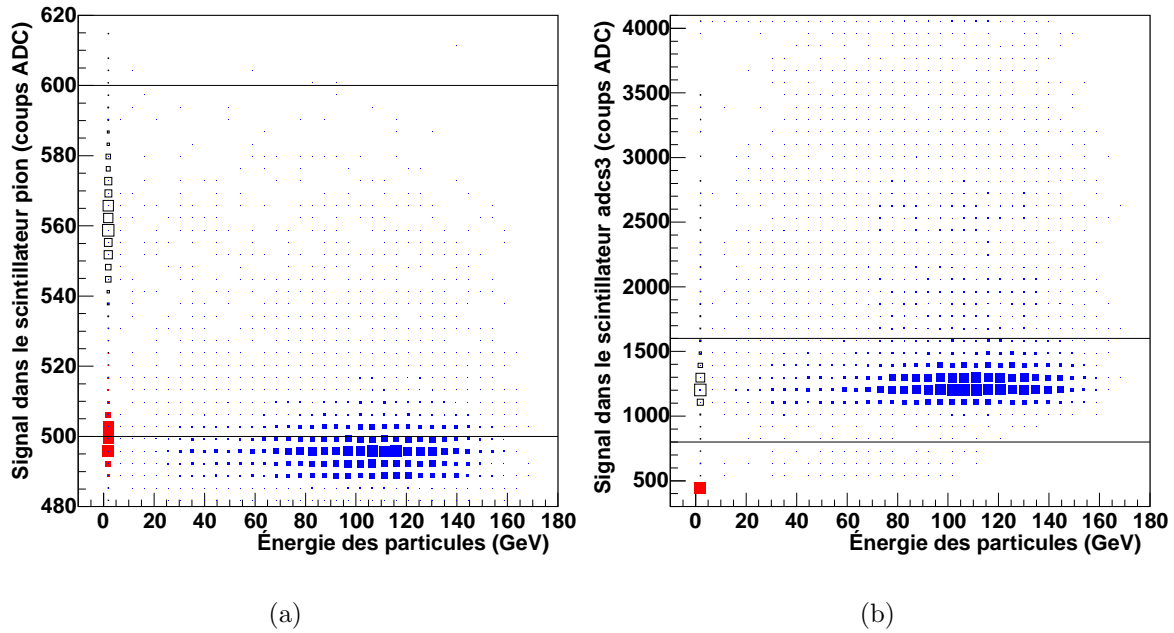 Signal dans le scintillateur pion (coups ADC)
620
600
580
560
540
520
500
480
0 20 40 60 80 100 120 140 160 180
Énergie des particules (GeV)
(a)
Signal dans le scintillateur adcs3 (coups ADC)
4000
3500
3000
2500
2000
1500
1000
500
0 20 40 60 80 100 120 140 160 180
Énergie des particules (GeV)
(b)